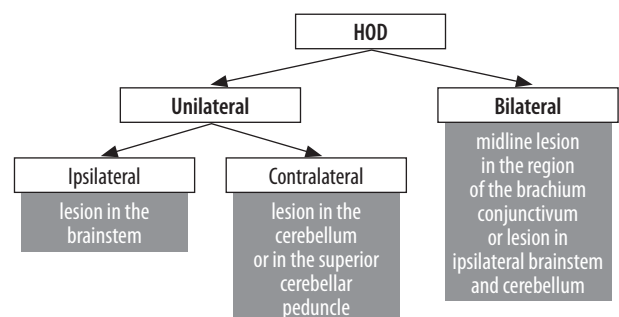 HOD
Unilateral
Bilateral
Ipsilateral
Contralateral
lesion in the
brainstem
lesion in the
cerebellum
or in the superior
cerebellar
peduncle
midline lesion
in the region
of the brachium
conjunctivum
or lesion in
ipsilateral brainstem
and cerebellum